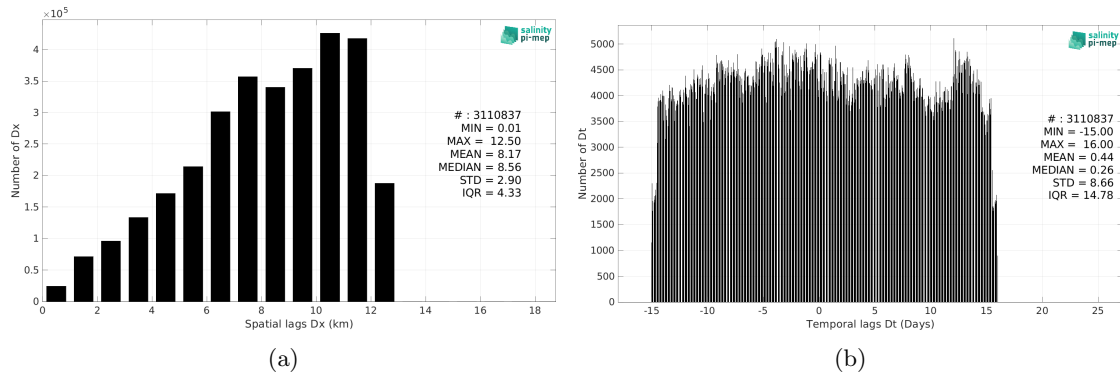 ×10⁵
4
3.5
3
2.5
2
1.5
1
0.5
0
Number of Dx
salinity
pi-mep
# : 3110837
MIN = 0.01
MAX = 12.50
MEAN = 8.17
MEDIAN = 8.56
STD = 2.90
IQR = 4.33
0 2 4 6 8 10 12 14 16 18
Spatial lags Dx (km)
(a)
5000
4500
4000
3500
3000
2500
2000
1500
1000
500
0
Number of Dt
salinity
pi-mep
# : 3110837
MIN = -15.00
MAX = 16.00
MEAN = 0.44
MEDIAN = 0.26
STD = 8.66
IQR = 14.78
-15 -10 -5 0 5 10 15 20 25
Temporal lags Dt (Days)
(b)